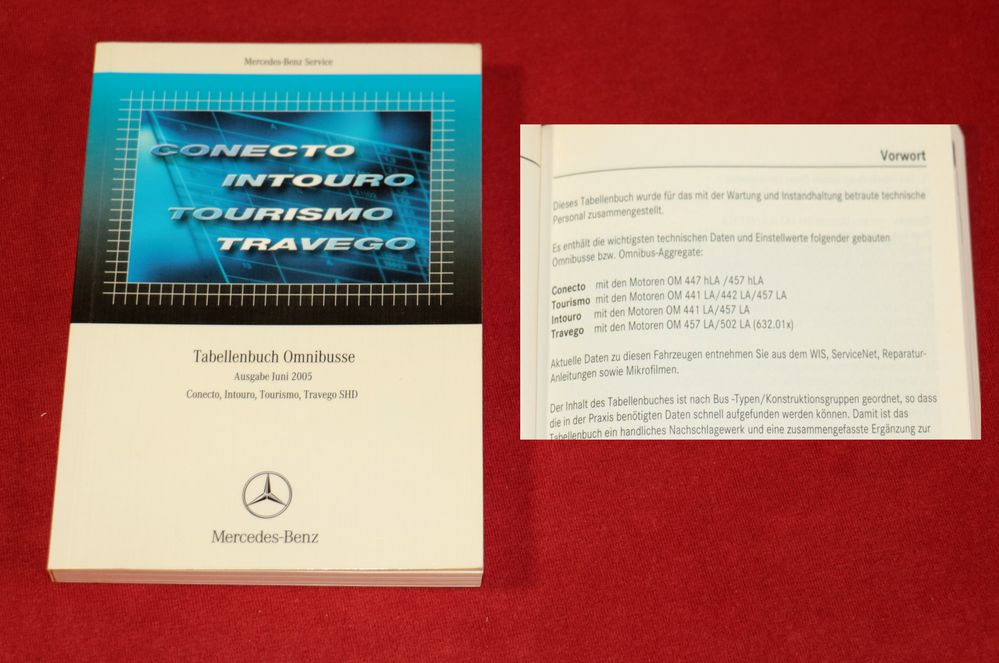 Mercedes-Benz Service
CONECTO
INTOURO
TOURISMO
TRAVEGO
Tabellenbuch Omnibusse
Ausgabe Juni 2005
Conecto, Intouro, Tourismo, Travego SHD
Mercedes-Benz
Vorwort
Dieses Tabellenbuch wurde für das mit der Wartung und Instandhaltung betraute technische
Personal zusammengestellt.
Es enthält die wichtigsten technischen Daten und Einstellwerte folgender gebauten
Omnibusse bzw. Omnibus-Aggregate:
Conecto mit den Motoren OM 447 hLA /457 hLA
Tourismo mit den Motoren OM 441 LA/442 LA/457 LA
Intouro mit den Motoren OM 441 LA/457 LA
Travego mit den Motoren OM 457 LA/502 LA (632.01x)
Aktuelle Daten zu diesen Fahrzeugen entnehmen Sie aus dem WIS, ServiceNet, Reparatur-
Anleitungen sowie Mikrofilmen.
Der Inhalt des Tabellenbuches ist nach Bus -Typen/Konstruktionsgruppen geordnet, so dass
die in der Praxis benötigten Daten schnell aufgefunden werden können. Damit ist das
Tabellenbuch ein handliches Nachschlagewerk und eine zusammengefasste Ergänzung zur